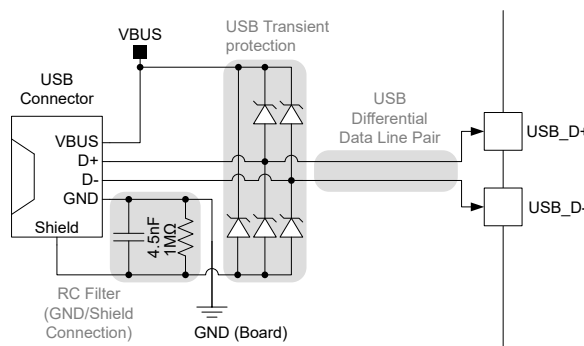 VBUS
USB Transient
protection
USB
Connector
VBUS
D+
D-
GND
Shield
4.5nF
1MΩ
USB
Differential
Data Line Pair
USB_D+
USB_D-
RC Filter
(GND/Shield
Connection)
GND (Board)